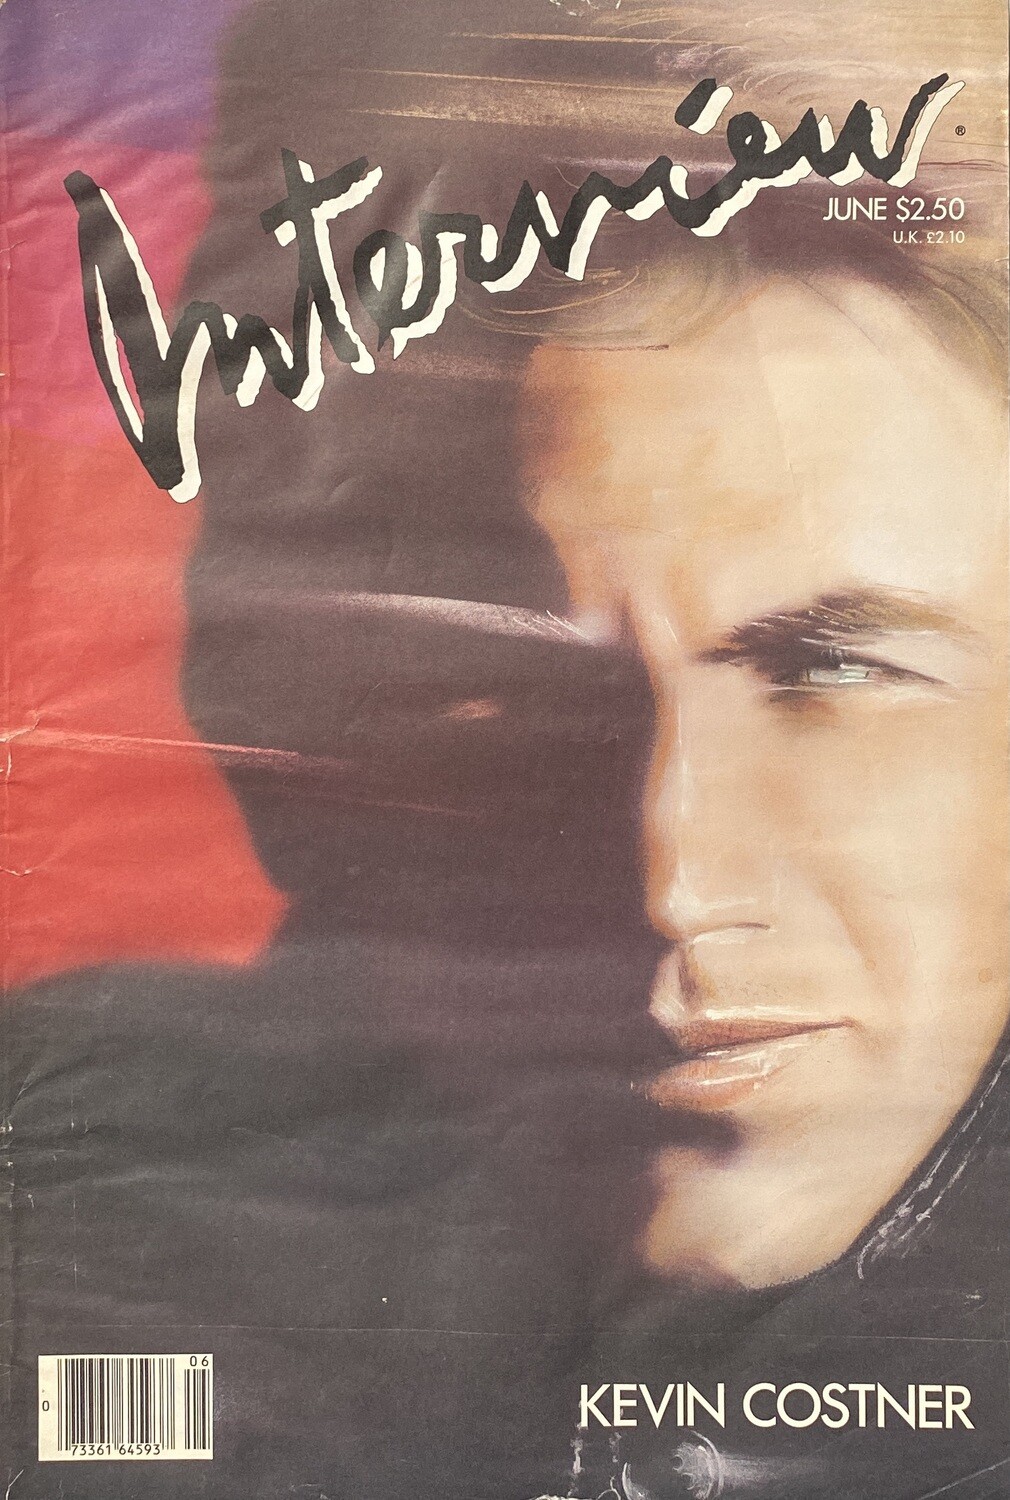 Interview®
JUNE $2.50
U.K. £2.10
KEVIN COSTNER
06
0
73361 64593